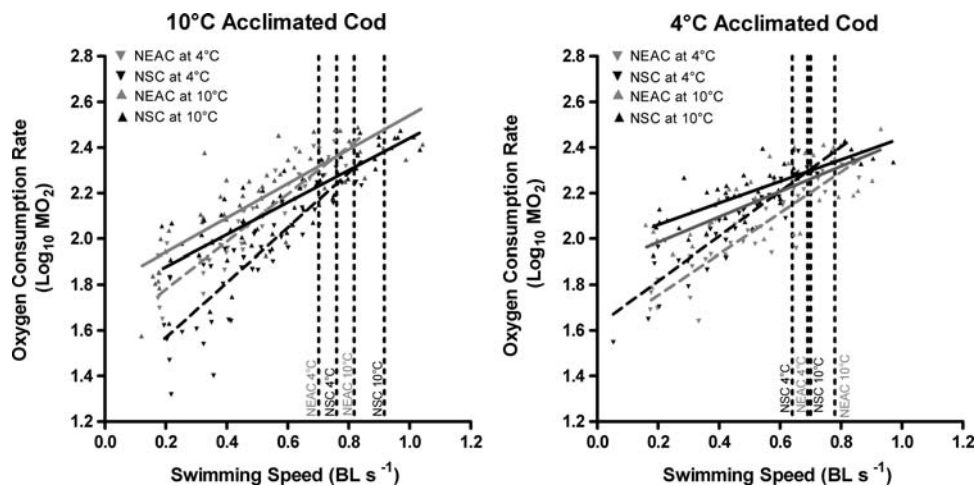 10°C Acclimated Cod
NEAC at 4°C
NSC at 4°C
NEAC at 10°C
NSC at 10°C
Oxygen Consumption Rate
(Log10 MO2)
2.8
2.6
2.4
2.2
2.0
1.8
1.6
1.4
1.2
NEAC 4°C
NSC 4°C
NEAC 10°C
NSC 10°C
0.0 0.2 0.4 0.6 0.8 1.0 1.2
Swimming Speed (BL s-1)
4°C Acclimated Cod
NEAC at 4°C
NSC at 4°C
NEAC at 10°C
NSC at 10°C
Oxygen Consumption Rate
(Log10 MO2)
2.8
2.6
2.4
2.2
2.0
1.8
1.6
1.4
1.2
NSC 4°C
NEAC 4°C
NSC 10°C
NEAC 10°C
0.0 0.2 0.4 0.6 0.8 1.0 1.2
Swimming Speed (BL s-1)